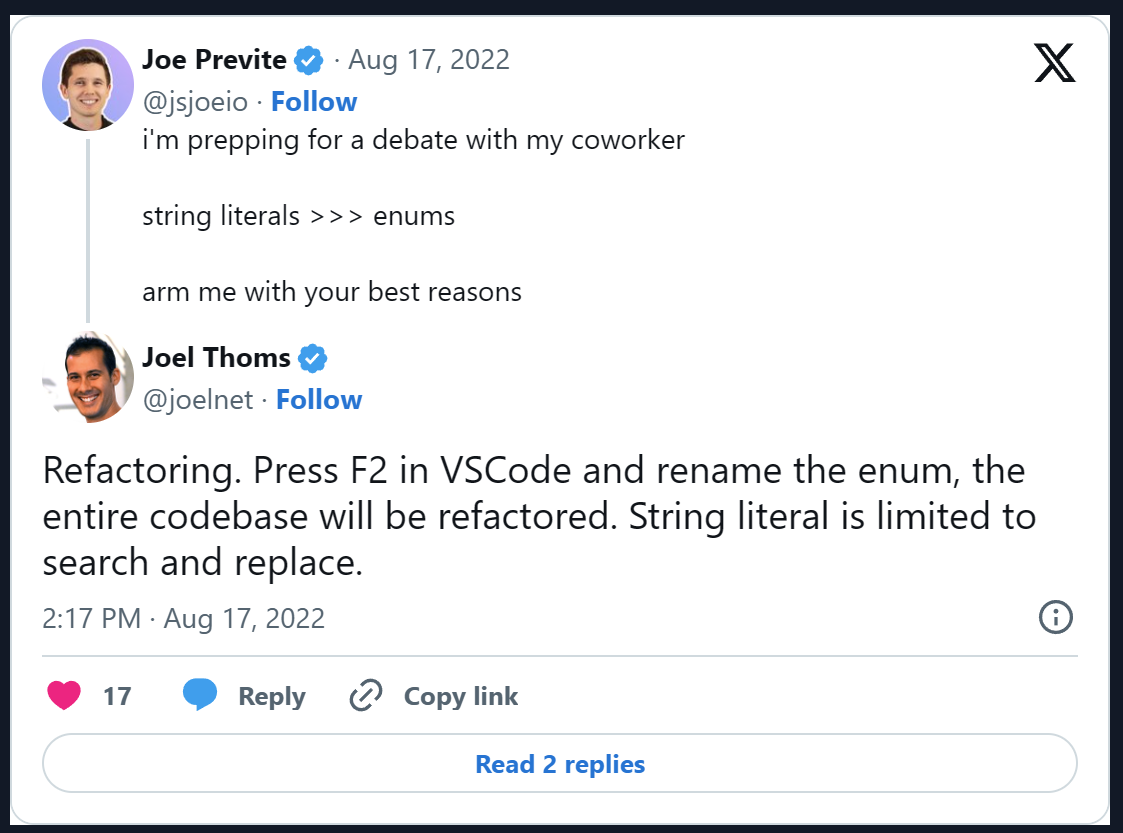 Joe Previte · Aug 17, 2022
@jsjoeio · Follow
i'm prepping for a debate with my coworker
string literals >>> enums
arm me with your best reasons
Joel Thoms
@joelnet · Follow
Refactoring. Press F2 in VSCode and rename the enum, the
entire codebase will be refactored. String literal is limited to
search and replace.
2:17 PM · Aug 17, 2022
17 Reply Copy link
Read 2 replies